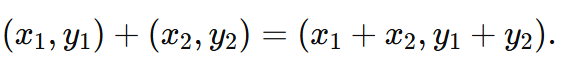 (x₁, y₁) + (x₂, y₂) = (x₁ + x₂, y₁ + y₂).